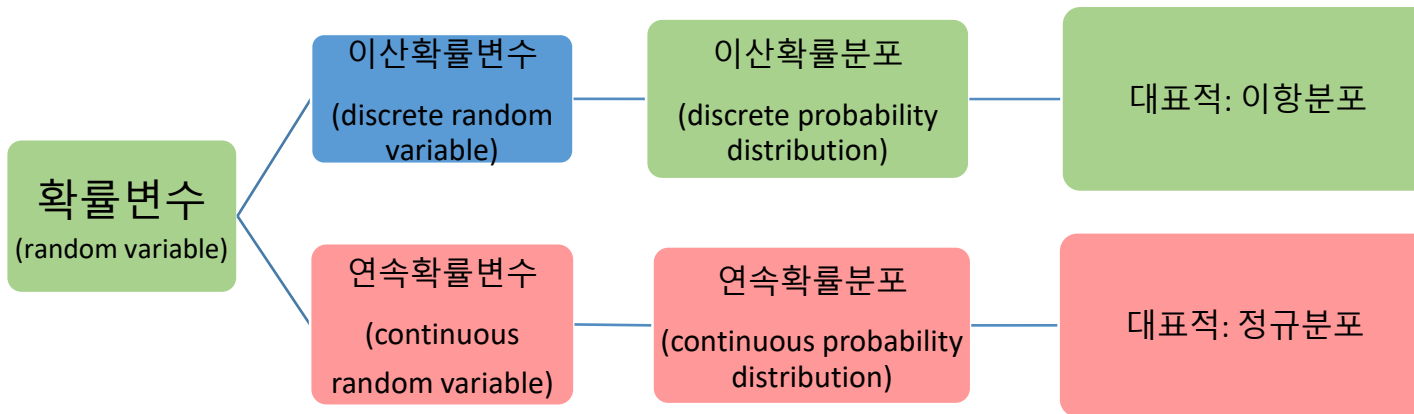 확률변수
(random variable)
이산확률변수
(discrete random
variable)
이산확률분포
(discrete probability
distribution)
대표적: 이항분포
연속확률변수
(continuous
random variable)
연속확률분포
(continuous probability
distribution)
대표적: 정규분포